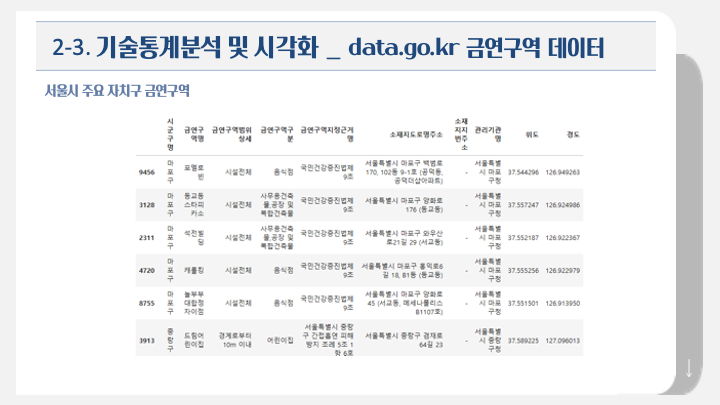 2-3. 기술통계분석 및 시각화 _ data.go.kr 금연구역 데이터
서울시 주요 자치구 금연구역
시군구명 금연구역명 금연구역범위상세 금연구역구분 금연구역지정근거명 소재지도로명주소 소재지지번주소 관리기관명 위도 경도
9456 마포구 포멜로빈 시설전체 음식점 국민건강증진법제9조 서울특별시 마포구 백범로170, 102동 9-1호 (공덕동, 공덕더샵아파트) - 서울특별시 마포구청 37.544296 126.949263
3128 마포구 동교동스타피카소 시설전체 사무용건축물,공장 및 복합건축물 국민건강증진법제9조 서울특별시 마포구 양화로176 (동교동) - 서울특별시 마포구청 37.557247 126.924986
2311 마포구 석전빌딩 시설전체 사무용건축물,공장 및 복합건축물 국민건강증진법제9조 서울특별시 마포구 와우산로21길 29 (서교동) - 서울특별시 마포구청 37.552187 126.922367
4720 마포구 캐롤킹 시설전체 음식점 국민건강증진법제9조 서울특별시 마포구 홍익로6길 18, B1동 (동교동) - 서울특별시 마포구청 37.555256 126.922979
8755 마포구 놀부부대합정자이점 시설전체 음식점 국민건강증진법제9조 서울특별시 마포구 양화로45 (서교동, 메세나폴리스 B1107호) - 서울특별시 마포구청 37.551501 126.913950
3913 중랑구 드림어린이집 경계로부터 10m 이내 어린이집 서울특별시 중랑구 간접흡연 피해방지 조례 5조 1항 6호 서울특별시 중랑구 겸재로64길 23 - 서울특별시 중랑구청 37.589225 127.096013